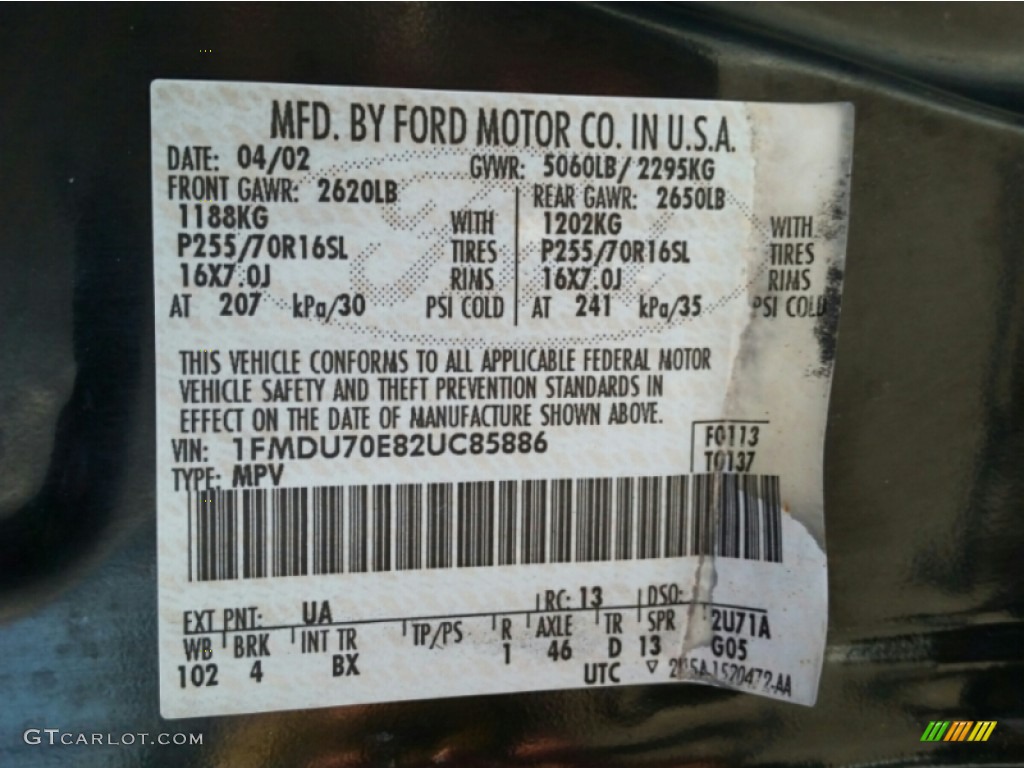 MFD. BY FORD MOTOR CO. IN U.S.A.
DATE: 04/02 GVWR: 5060LB/2295KG
FRONT GAWR: 2620LB REAR GAWR: 2650LB
1188KG WITH 1202KG WITH
P255/70R16SL TIRES P255/70R16SL TIRES
16X7.0J RIMS 16X7.0J RIMS
AT 207 kPa/30 PSI COLD AT 241 kPa/35 PSI COLD
THIS VEHICLE CONFORMS TO ALL APPLICABLE FEDERAL MOTOR
VEHICLE SAFETY AND THEFT PREVENTION STANDARDS IN
EFFECT ON THE DATE OF MANUFACTURE SHOWN ABOVE.
VIN: 1FMDU70E82UC85886 F0113
TYPE: MPV T0137
EXT PNT: UA RC: 13 DSO:
WB BRK INT TR TP/PS R AXLE TR SPR 2U71A
102 4 BX 1 46 D 13 G05
UTC ▽
GTCARLOT.COM